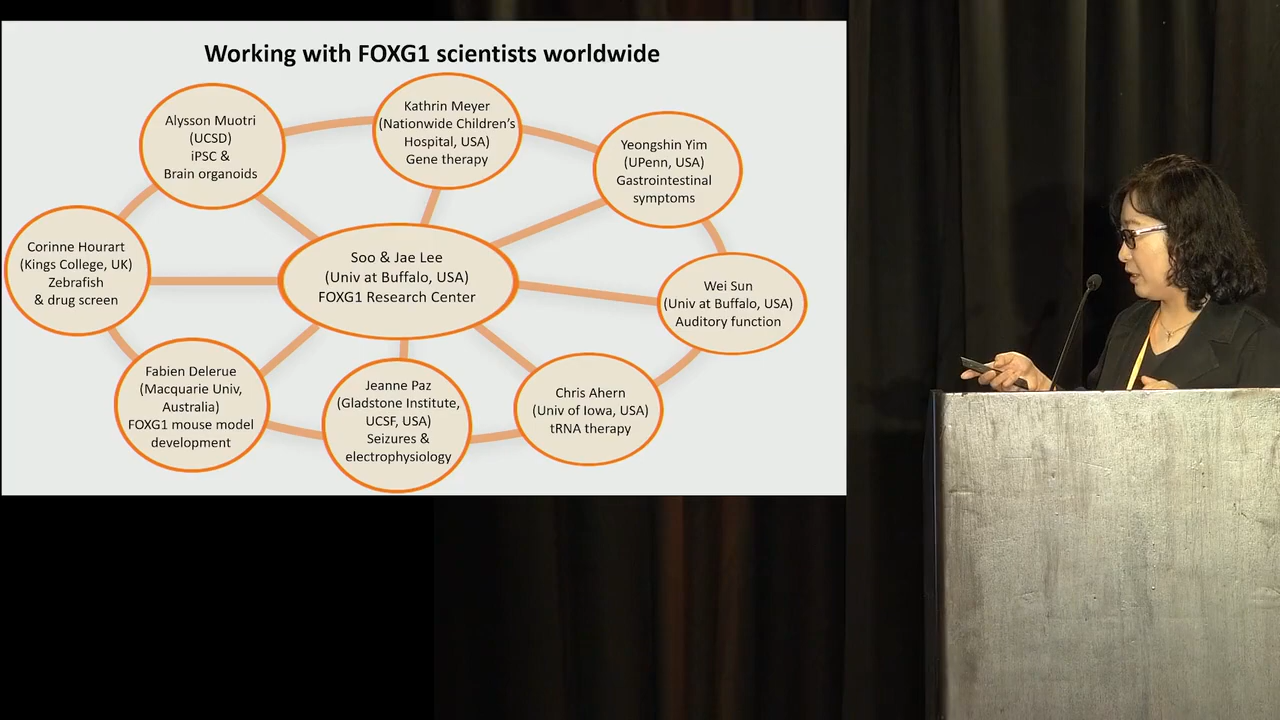 Working with FOXG1 scientists worldwide
Alysson Muotri
(UCSD)
iPSC &
Brain organoids
Kathrin Meyer
(Nationwide Children's
Hospital, USA)
Gene therapy
Yeongshin Yim
(UPenn, USA)
Gastrointestinal
symptoms
Corinne Hourart
(Kings College, UK)
Zebrafish
& drug screen
Soo & Jae Lee
(Univ at Buffalo, USA)
FOXG1 Research Center
Wei Sun
(Univ at Buffalo, USA)
Auditory function
Fabien Delerue
(Macquarie Univ,
Australia)
FOXG1 mouse model
development
Jeanne Paz
(Gladstone Institute,
UCSF, USA)
Seizures &
electrophysiology
Chris Ahern
(Univ of Iowa, USA)
tRNA therapy